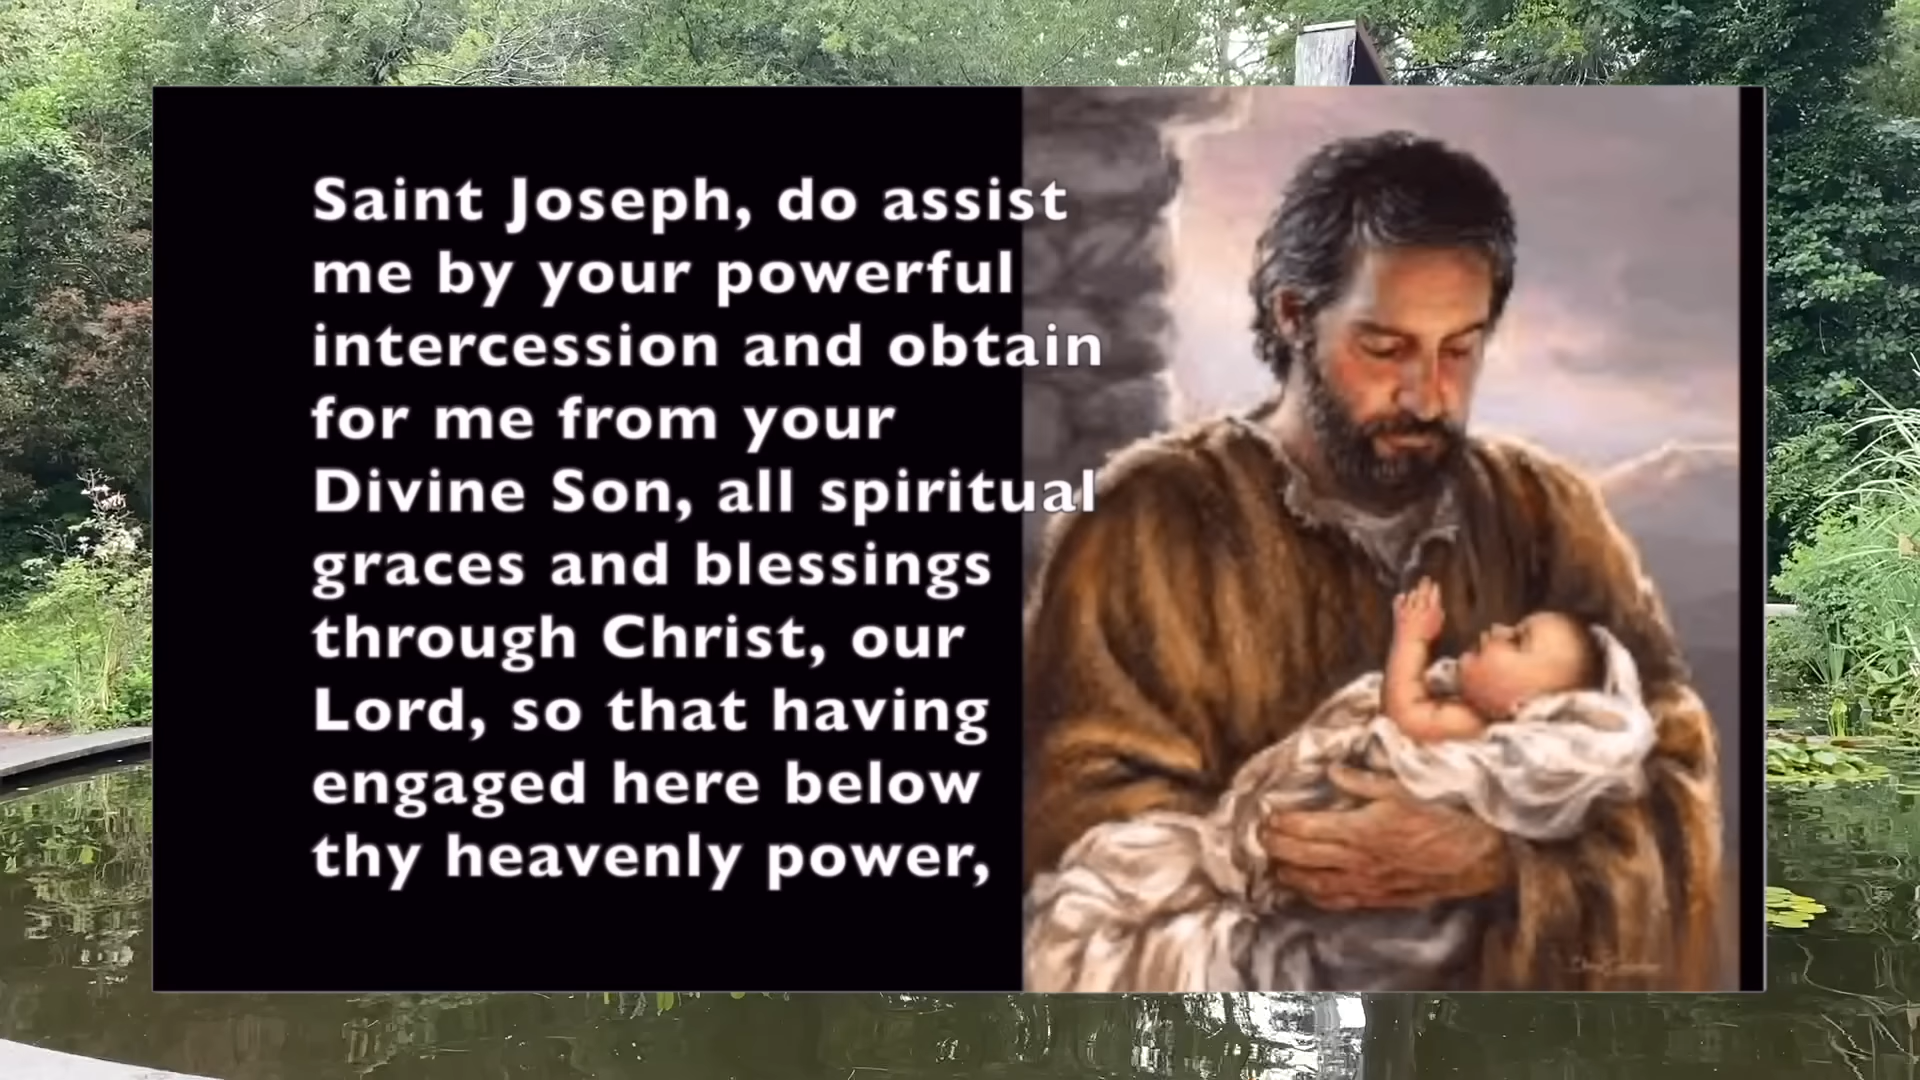 Saint Joseph, do assist
me by your powerful
intercession and obtain
for me from your
Divine Son, all spiritual
graces and blessings
through Christ, our
Lord, so that having
engaged here below
thy heavenly power,